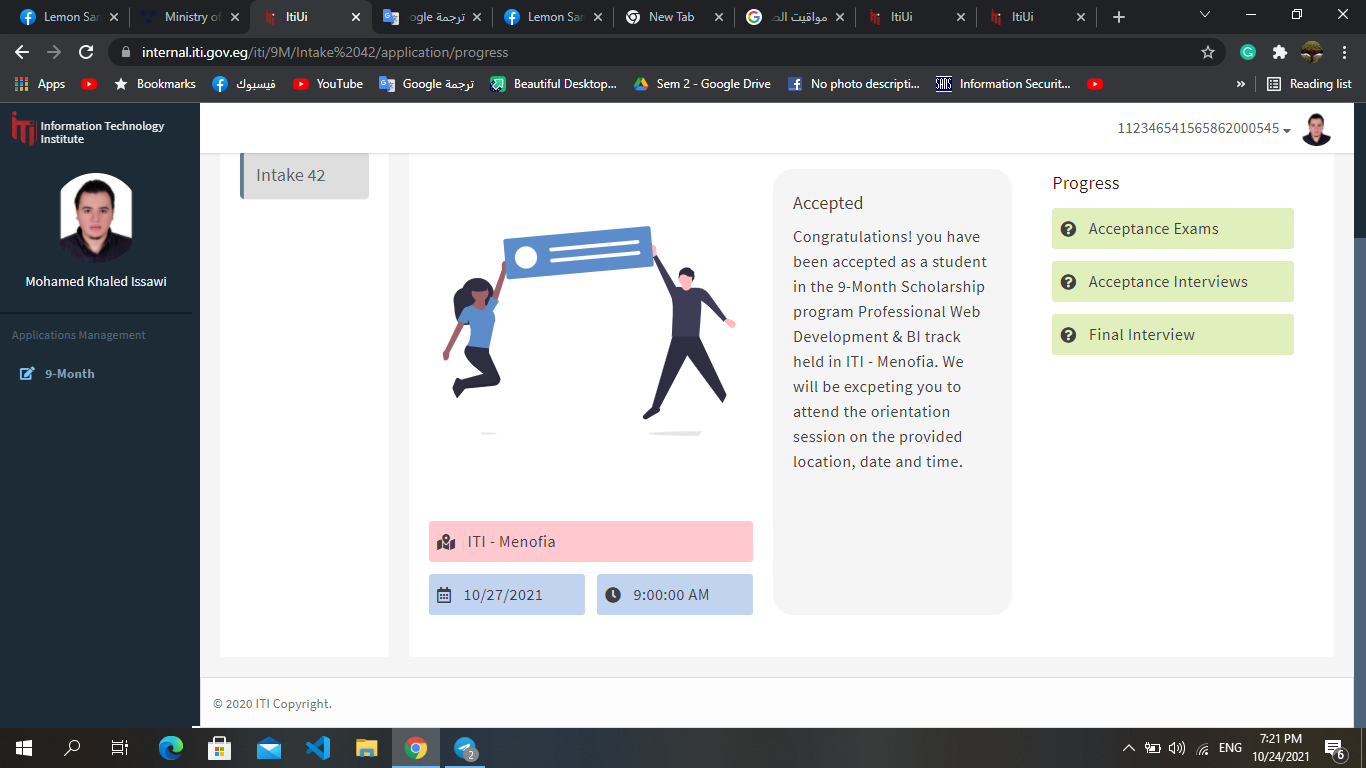 Lemon San
Ministry of
ItiUi
ترجمة Google
Lemon San
New Tab
مواقيت الص
ItiUi
ItiUi
internal.iti.gov.eg/iti/9M/Intake%2042/application/progress
Apps
Bookmarks
فيسبوك
YouTube
ترجمة Google
Beautiful Desktop...
Sem 2 - Google Drive
No photo descripti...
SANS
Information Securit...
»
Reading list
iTi
Information Technology
Institute
112346541565862000545
Mohamed Khaled Issawi
Applications Management
9-Month
Intake 42
Accepted
Congratulations! you have
been accepted as a student
in the 9-Month Scholarship
program Professional Web
Development & BI track
held in ITI - Menofia. We
will be excpeting you to
attend the orientation
session on the provided
location, date and time.
Progress
Acceptance Exams
Acceptance Interviews
Final Interview
ITI - Menofia
10/27/2021
9:00:00 AM
© 2020 ITI Copyright.
2
ENG
7:21 PM
10/24/2021
6